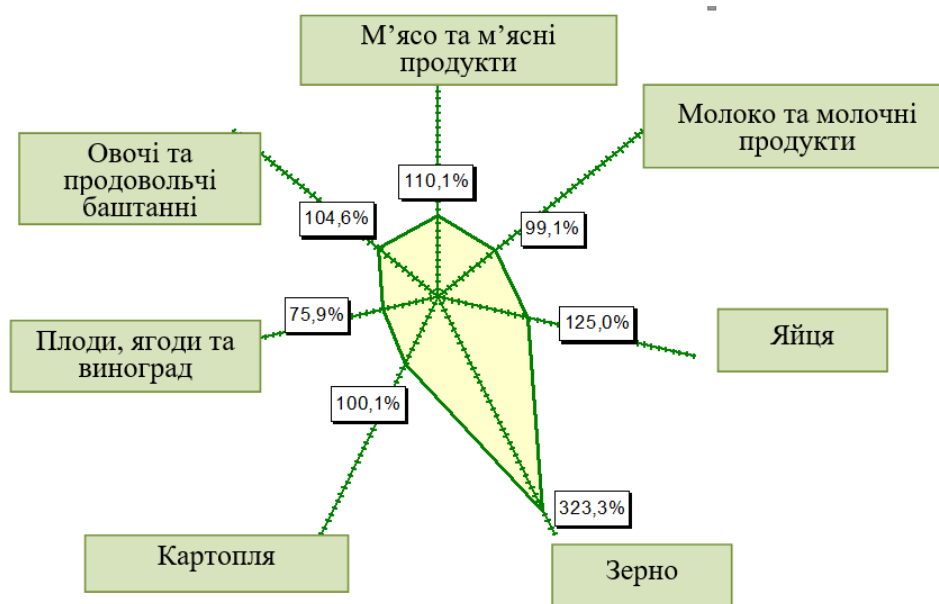 М’ясо та м’ясні
продукти
Молоко та молочні
продукти
Овочі та
продовольчі
баштанні
110,1%
104,6%
99,1%
75,9%
125,0%
Плоди, ягоди та
виноград
Яйця
100,1%
323,3%
Картопля
Зерно